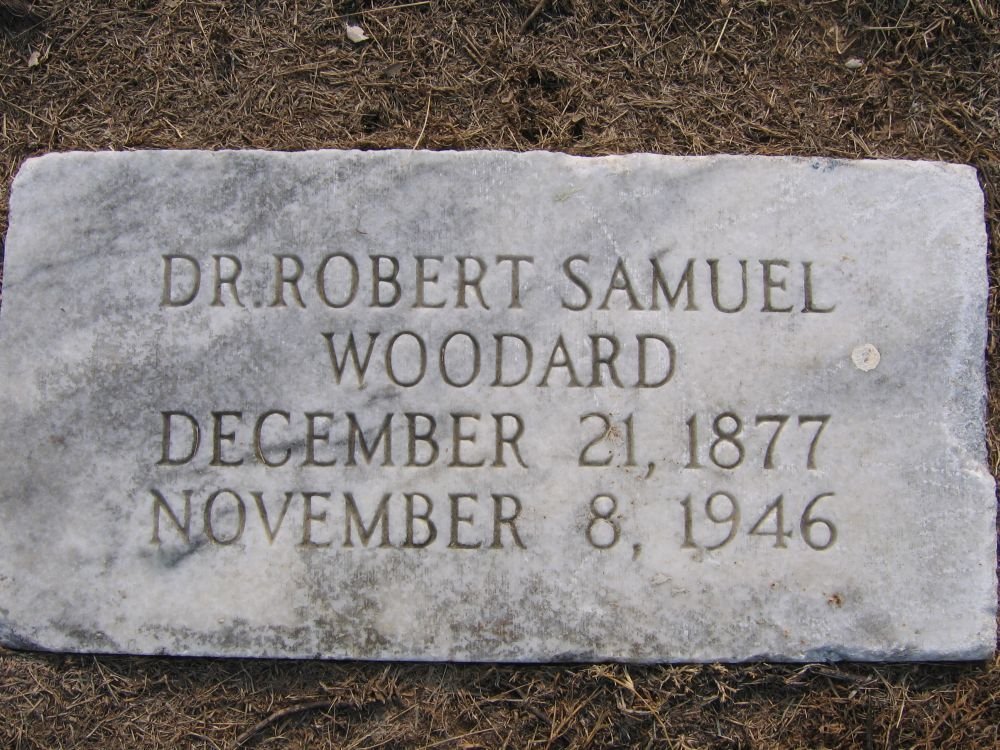 DR. ROBERT SAMUEL
WOODARD
DECEMBER 21, 1877
NOVEMBER 8, 1946